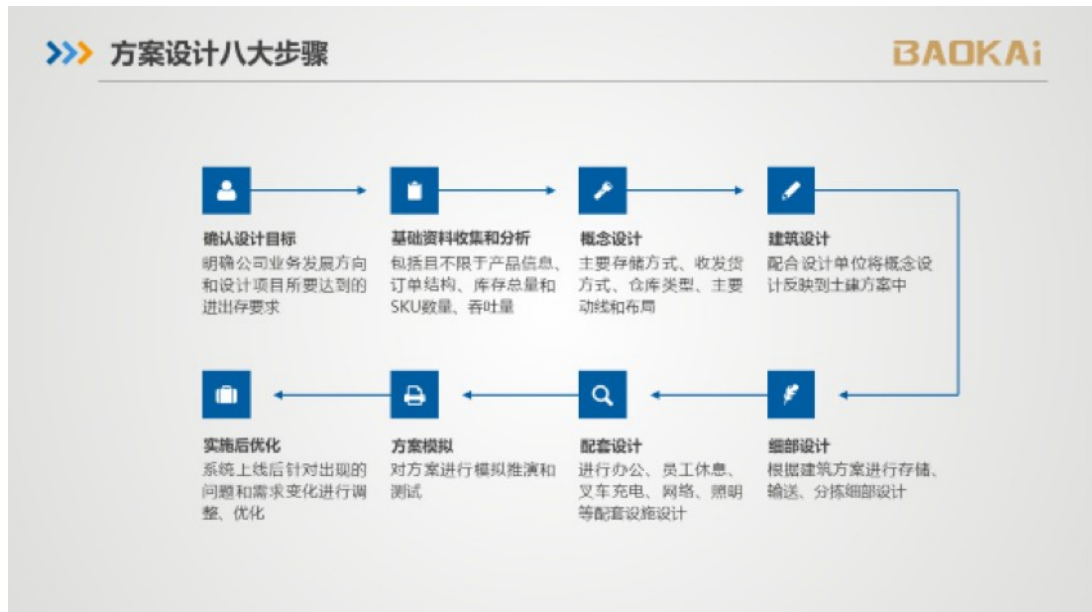 方案设计八大步骤
BAOKAi
确认设计目标
明确公司业务发展方向
和设计项目所要达到的
进出存要求
基础资料收集和分析
包括且不限于产品信息、
订单结构、库存总量和
SKU数量、吞吐量
概念设计
主要存储方式、收发货
方式、仓库类型、主要
动线和布局
建筑设计
配合设计单位将概念设
计反映到土建方案中
细部设计
根据建筑方案进行存储、
输送、分拣细部设计
配套设计
进行办公、员工休息、
叉车充电、网络、照明
等配套设施设计
方案模拟
对方案进行模拟推演和
测试
实施后优化
系统上线后针对出现的
问题和需求变化进行调
整、优化